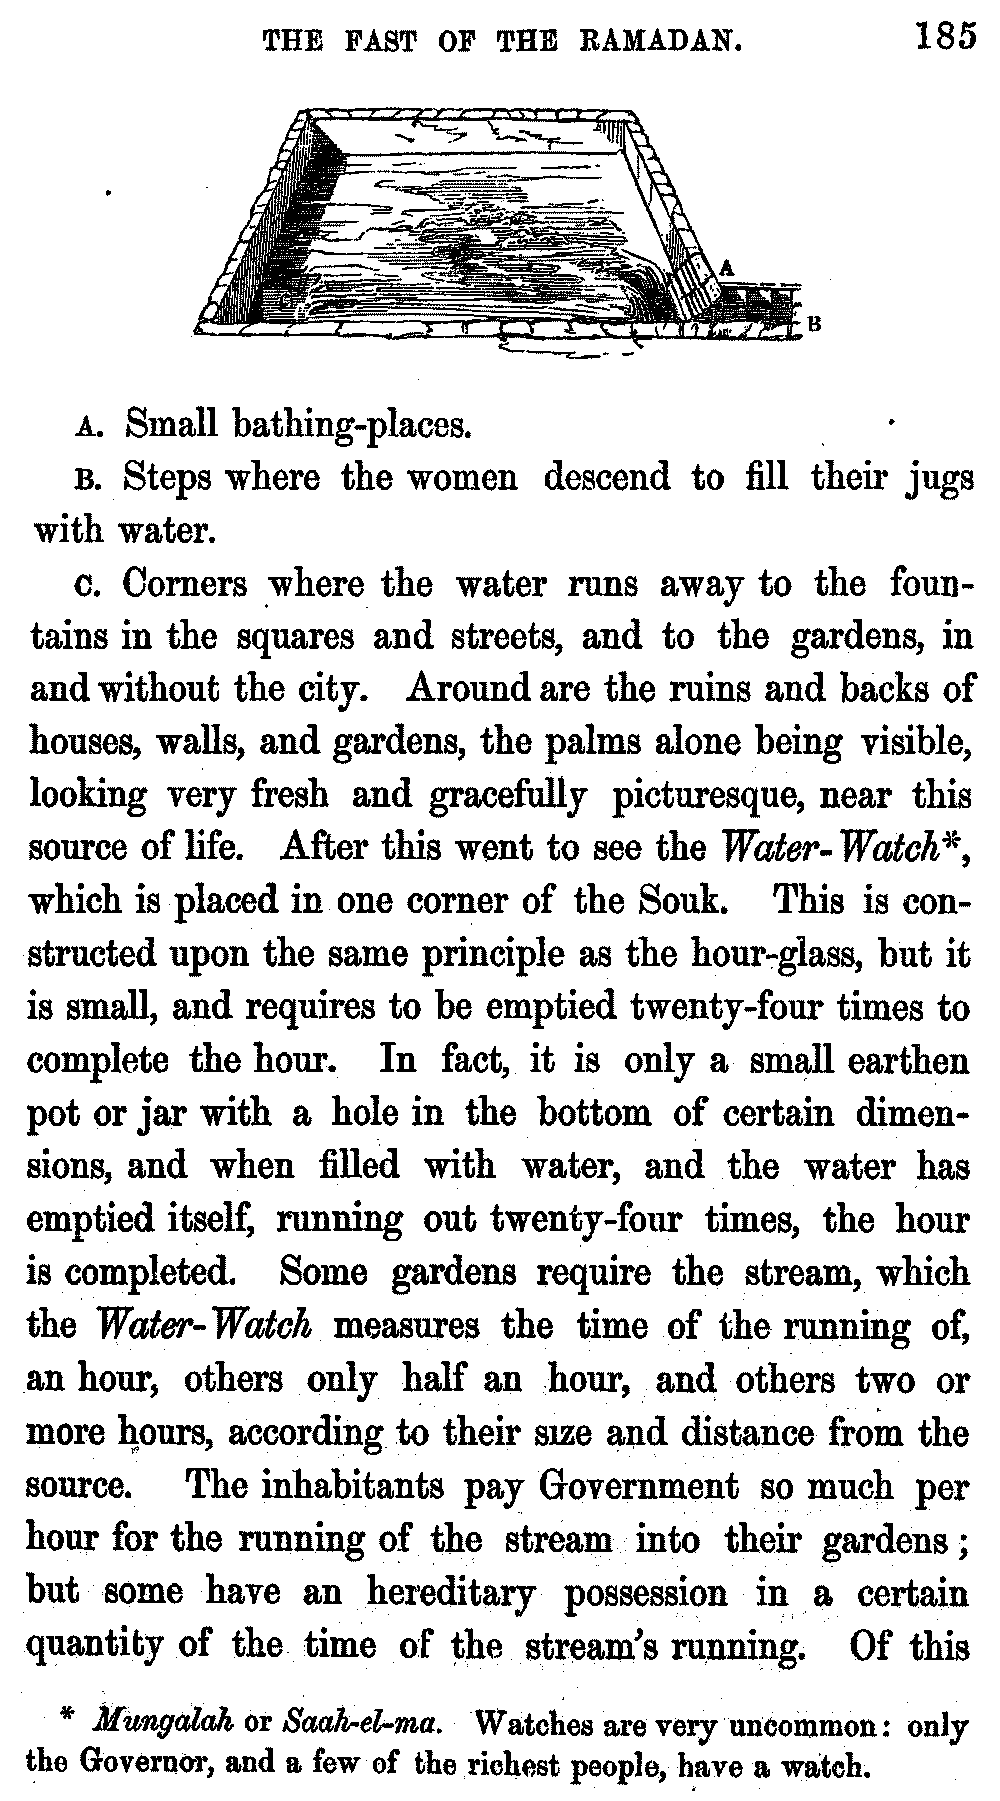 THE FAST OF THE RAMADAN. 185
A
B
A. Small bathing-places.
B. Steps where the women descend to fill their jugs
with water.
C. Corners where the water runs away to the foun-
tains in the squares and streets, and to the gardens, in
and without the city. Around are the ruins and backs of
houses, walls, and gardens, the palms alone being visible,
looking very fresh and gracefully picturesque, near this
source of life. After this went to see the Water-Watch*,
which is placed in one corner of the Souk. This is con-
structed upon the same principle as the hour-glass, but it
is small, and requires to be emptied twenty-four times to
complete the hour. In fact, it is only a small earthen
pot or jar with a hole in the bottom of certain dimen-
sions, and when filled with water, and the water has
emptied itself, running out twenty-four times, the hour
is completed. Some gardens require the stream, which
the Water-Watch measures the time of the running of,
an hour, others only half an hour, and others two or
more hours, according to their size and distance from the
source. The inhabitants pay Government so much per
hour for the running of the stream into their gardens;
but some have an hereditary possession in a certain
quantity of the time of the stream's running. Of this
* Mungalah or Saah-el-ma. Watches are very uncommon: only
the Governor, and a few of the richest people, have a watch.